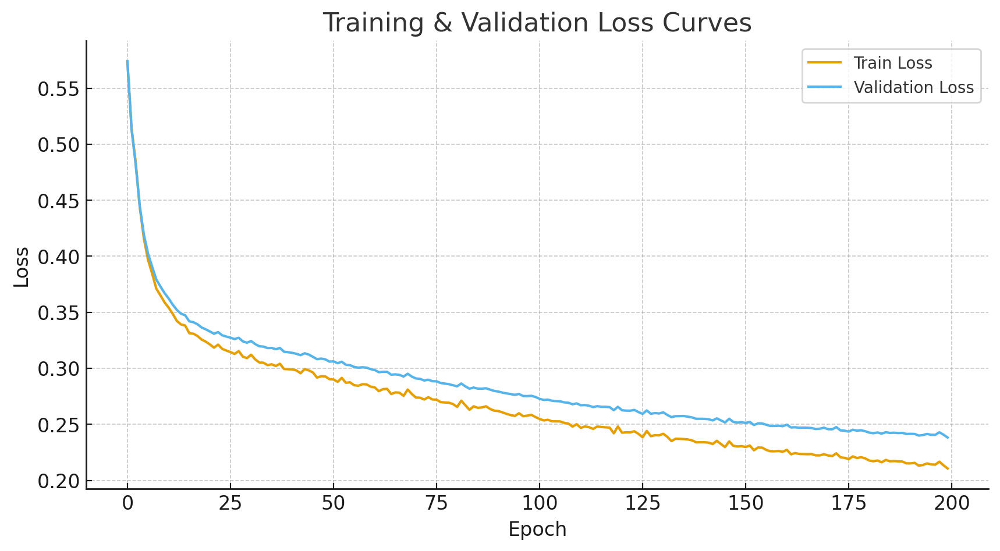 Training & Validation Loss Curves
Train Loss
Validation Loss
0.55
0.50
0.45
0.40
0.35
0.30
0.25
0.20
Loss
0 25 50 75 100 125 150 175 200
Epoch